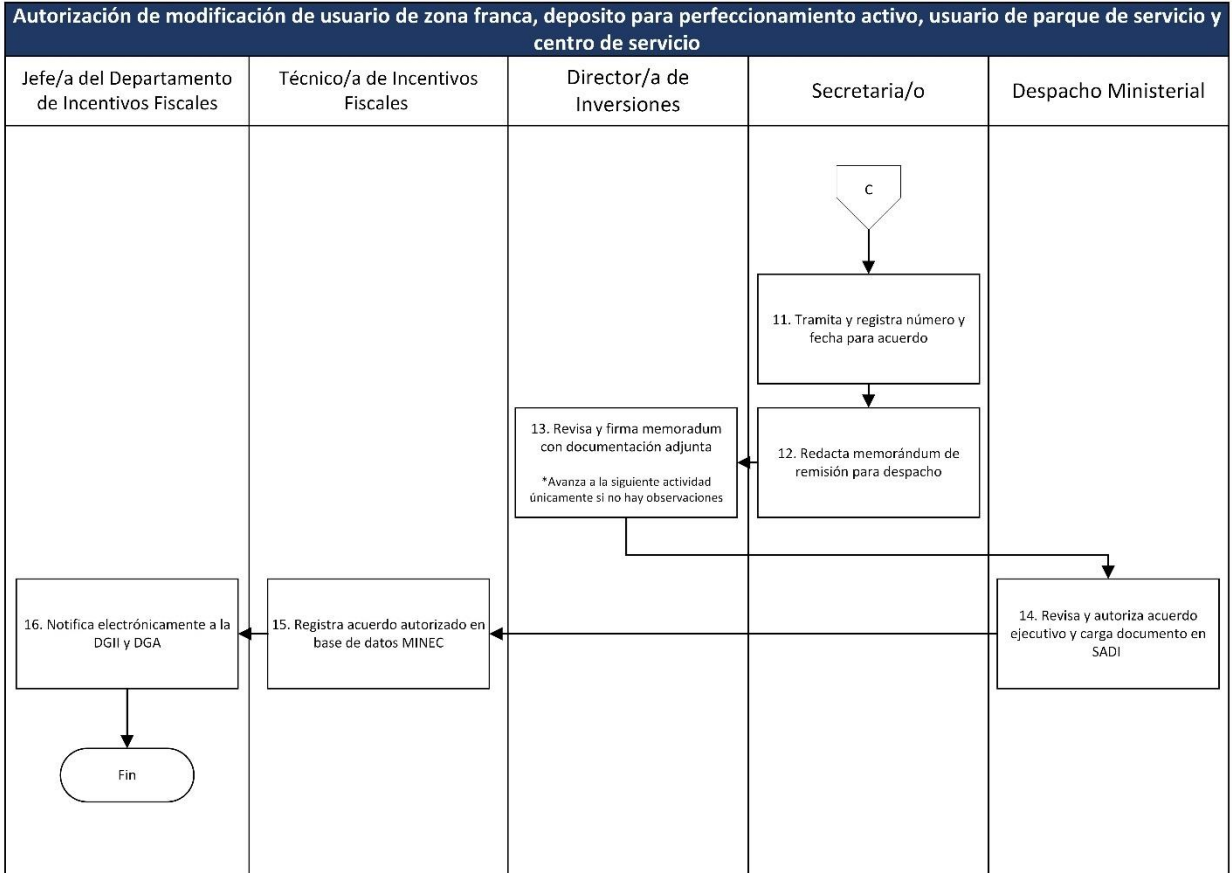 Autorización de modificación de usuario de zona franca, deposito para perfeccionamiento activo, usuario de parque de servicio y
centro de servicio
Jefe/a del Departamento
de Incentivos Fiscales
Técnico/a de Incentivos
Fiscales
Director/a de
Inversiones
Secretaria/o
Despacho Ministerial
C
11. Tramita y registra número y
fecha para acuerdo
12. Redacta memorándum de
remisión para despacho
13. Revisa y firma memoradum
con documentación adjunta
*Avanza a la siguiente actividad
únicamente si no hay observaciones
14. Revisa y autoriza acuerdo
ejecutivo y carga documento en
SADI
15. Registra acuerdo autorizado en
base de datos MINEC
16. Notifica electrónicamente a la
DGII y DGA
Fin